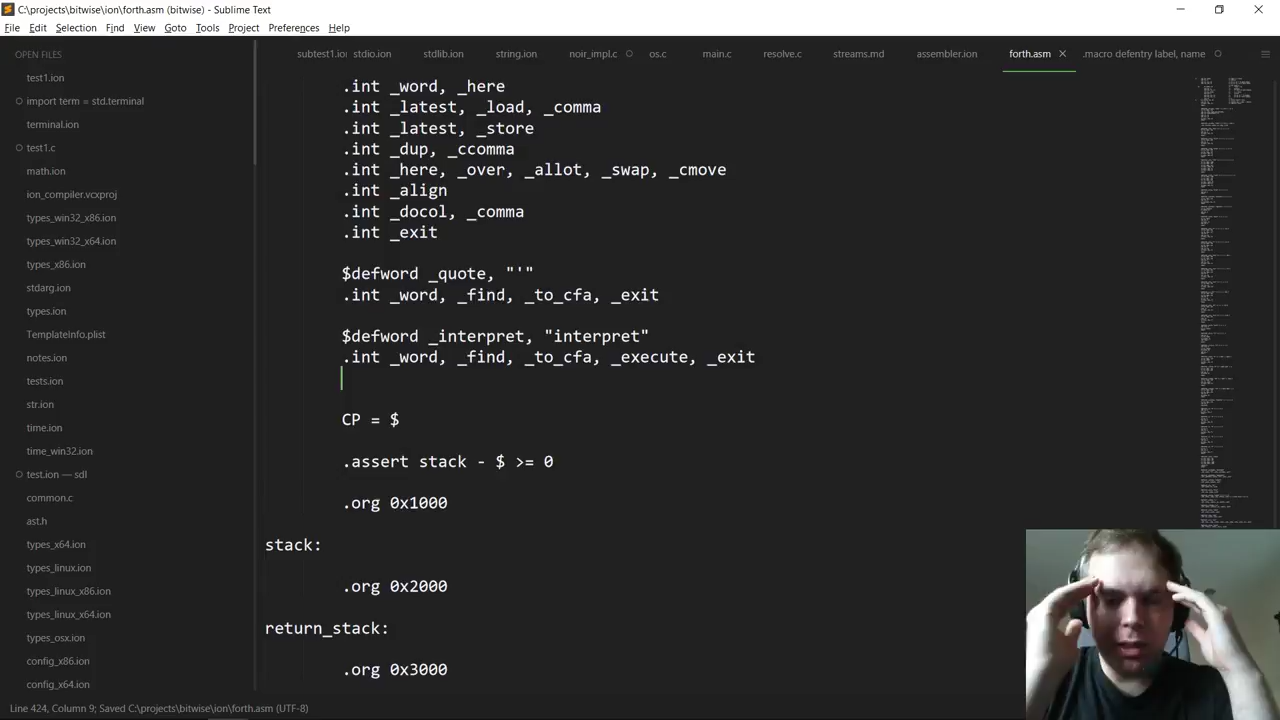 C:\projects\bitwise\ion\forth.asm (bitwise) - Sublime Text
File Edit Selection Find View Goto Tools Project Preferences Help
OPEN FILES
subtest1.ion stdio.ion stdlib.ion string.ion noir_impl.c os.c main.c resolve.c streams.md assembler.ion forth.asm .macro defentry label, name
test1.ion
import term = std.terminal
terminal.ion
test1.c
math.ion
ion_compiler.vcxproj
types_win32_x86.ion
types_win32_x64.ion
types_x86.ion
stdarg.ion
types.ion
TemplateInfo.plist
notes.ion
tests.ion
str.ion
time.ion
time_win32.ion
test.ion — sdl
common.c
ast.h
types_x64.ion
types_linux.ion
types_linux_x86.ion
types_linux_x64.ion
types_osx.ion
config_x86.ion
config_x64.ion
.int _word, _here
.int _latest, _load, _comma
.int _latest, _store
.int _dup, _ccomma
.int _here, _over, _allot, _swap, _cmove
.int _align
.int _docol, _comma
.int _exit
$defword _quote, "'"
.int _word, _find, _to_cfa, _exit
$defword _interpret, "interpret"
.int _word, _find, _to_cfa, _execute, _exit
CP = $
.assert stack - $ >= 0
.org 0x1000
stack:
.org 0x2000
return_stack:
.org 0x3000
Line 424, Column 9; Saved C:\projects\bitwise\ion\forth.asm (UTF-8)